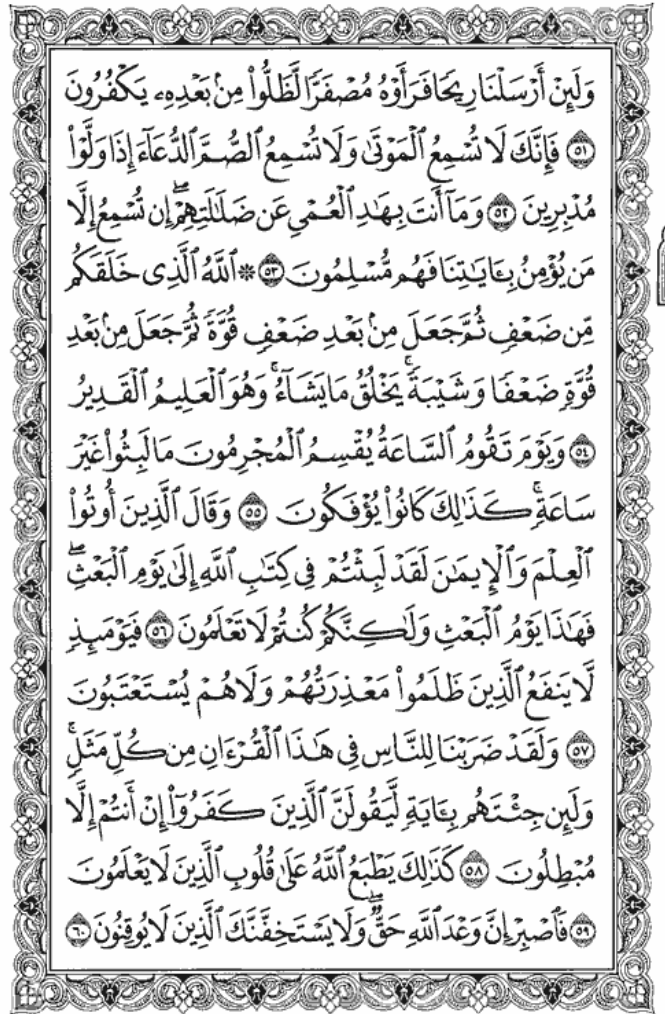 وَلَئِنْ أَرْسَلْنَا رِيحًا فَرَأَوْهُ مُصْفَرًّا لَّظَلُّوا۟ مِنۢ بَعْدِهِۦ يَكْفُرُونَ
٥١ فَإِنَّكَ لَا تُسْمِعُ ٱلْمَوْتَىٰ وَلَا تُسْمِعُ ٱلصُّمَّ ٱلدُّعَآءَ إِذَا وَلَّوْا۟
مُدْبِرِينَ ٥٢ وَمَآ أَنتَ بِهَـٰدِ ٱلْعُمْىِ عَن ضَلَـٰلَتِهِمْ ۖ إِن تُسْمِعُ إِلَّا
مَن يُؤْمِنُ بِـَٔايَـٰتِنَا فَهُم مُّسْلِمُونَ ٥٣ ۞ ٱللَّهُ ٱلَّذِى خَلَقَكُم
مِّن ضَعْفٍ ثُمَّ جَعَلَ مِنۢ بَعْدِ ضَعْفٍ قُوَّةً ثُمَّ جَعَلَ مِنۢ بَعْدِ
قُوَّةٍ ضَعْفًا وَشَيْبَةً ۚ يَخْلُقُ مَا يَشَآءُ ۚ وَهُوَ ٱلْعَلِيمُ ٱلْقَدِيرُ
٥٤ وَيَوْمَ تَقُومُ ٱلسَّاعَةُ يُقْسِمُ ٱلْمُجْرِمُونَ مَا لَبِثُوا۟ غَيْرَ
سَاعَةٍ ۚ كَذَٰلِكَ كَانُوا۟ يُؤْفَكُونَ ٥٥ وَقَالَ ٱلَّذِينَ أُوتُوا۟
ٱلْعِلْمَ وَٱلْإِيمَـٰنَ لَقَدْ لَبِثْتُمْ فِى كِتَـٰبِ ٱللَّهِ إِلَىٰ يَوْمِ ٱلْبَعْثِ ۖ
فَهَـٰذَا يَوْمُ ٱلْبَعْثِ وَلَـٰكِنَّكُمْ كُنتُمْ لَا تَعْلَمُونَ ٥٦ فَيَوْمَئِذٍ
لَّا يَنفَعُ ٱلَّذِينَ ظَلَمُوا۟ مَعْذِرَتُهُمْ وَلَا هُمْ يُسْتَعْتَبُونَ
٥٧ وَلَقَدْ ضَرَبْنَا لِلنَّاسِ فِى هَـٰذَا ٱلْقُرْءَانِ مِن كُلِّ مَثَلٍ ۚ
وَلَئِن جِئْتَهُم بِـَٔايَةٍ لَّيَقُولَنَّ ٱلَّذِينَ كَفَرُوٓا۟ إِنْ أَنتُمْ إِلَّا
مُبْطِلُونَ ٥٨ كَذَٰلِكَ يَطْبَعُ ٱللَّهُ عَلَىٰ قُلُوبِ ٱلَّذِينَ لَا يَعْلَمُونَ
٥٩ فَٱصْبِرْ إِنَّ وَعْدَ ٱللَّهِ حَقٌّ ۖ وَلَا يَسْتَخِفَّنَّكَ ٱلَّذِينَ لَا يُوقِنُونَ ٦٠